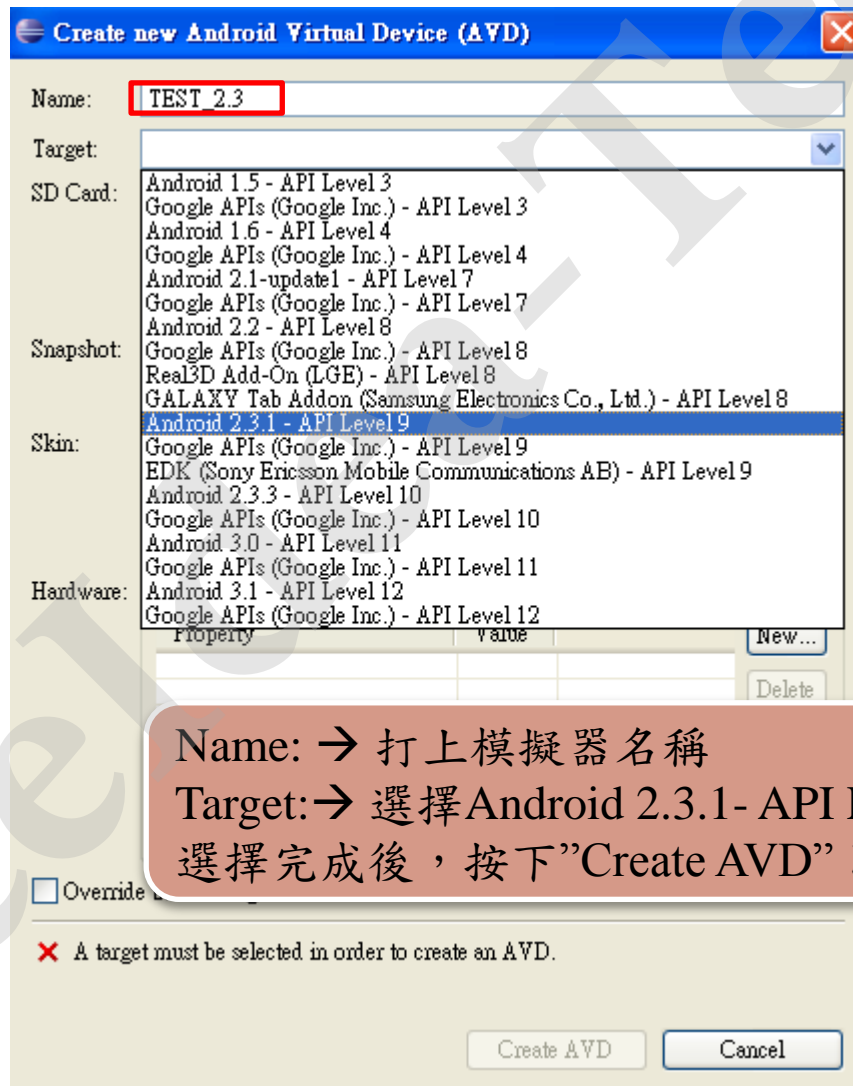 Create new Android Virtual Device (AVD)
Name: TEST_2.3
Target:
SD Card:
Android 1.5 - API Level 3
Google APIs (Google Inc.) - API Level 3
Android 1.6 - API Level 4
Google APIs (Google Inc.) - API Level 4
Android 2.1-update1 - API Level 7
Google APIs (Google Inc.) - API Level 7
Android 2.2 - API Level 8
Snapshot: Google APIs (Google Inc.) - API Level 8
Real3D Add-On (LGE) - API Level 8
GALAXY Tab Addon (Samsung Electronics Co., Ltd.) - API Level 8
Android 2.3.1 - API Level 9
Skin: Google APIs (Google Inc.) - API Level 9
EDK (Sony Ericsson Mobile Communications AB) - API Level 9
Android 2.3.3 - API Level 10
Google APIs (Google Inc.) - API Level 10
Android 3.0 - API Level 11
Google APIs (Google Inc.) - API Level 11
Hardware: Android 3.1 - API Level 12
Google APIs (Google Inc.) - API Level 12
Property Value New...
Delete
Name: → 打上模擬器名稱
Target:→ 選擇Android 2.3.1- API
選擇完成後，按下”Create AVD”
Override
A target must be selected in order to create an AVD.
Create AVD Cancel